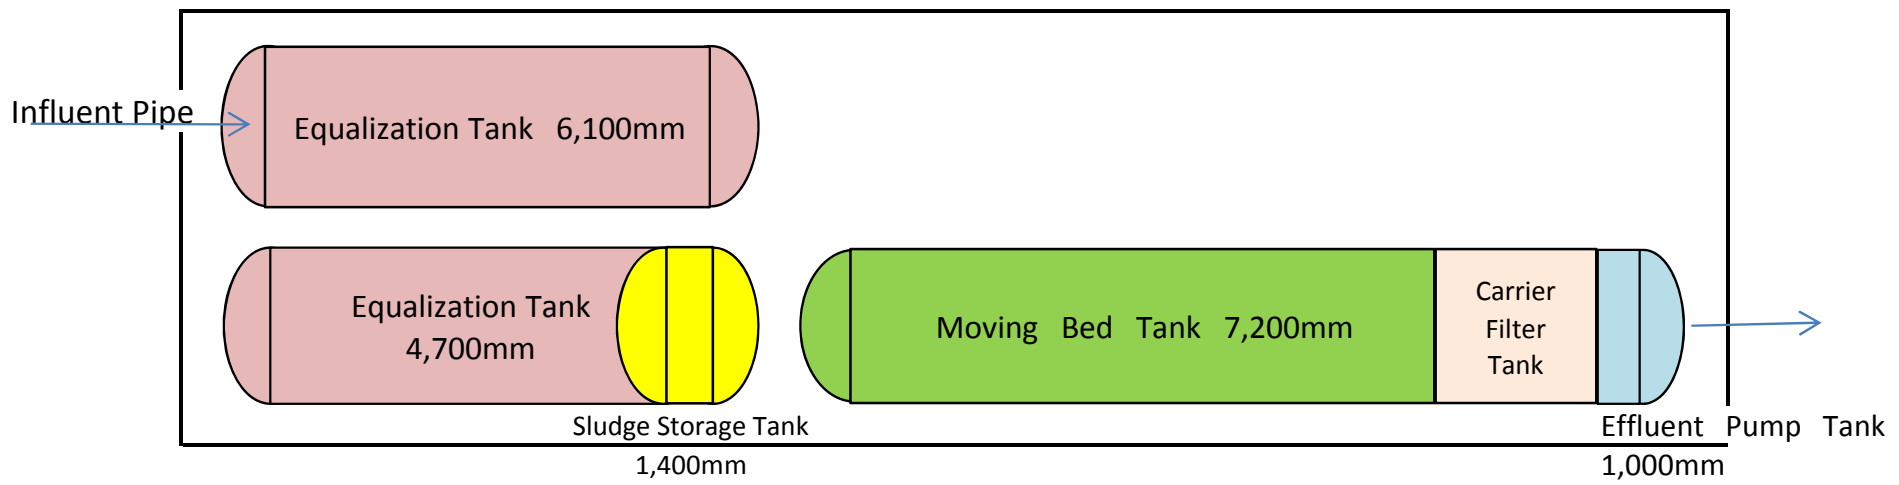 Influent Pipe
Equalization Tank 6,100mm
Equalization Tank
4,700mm
Sludge Storage Tank
1,400mm
Moving Bed Tank 7,200mm
Carrier
Filter
Tank
Effluent Pump Tank
1,000mm